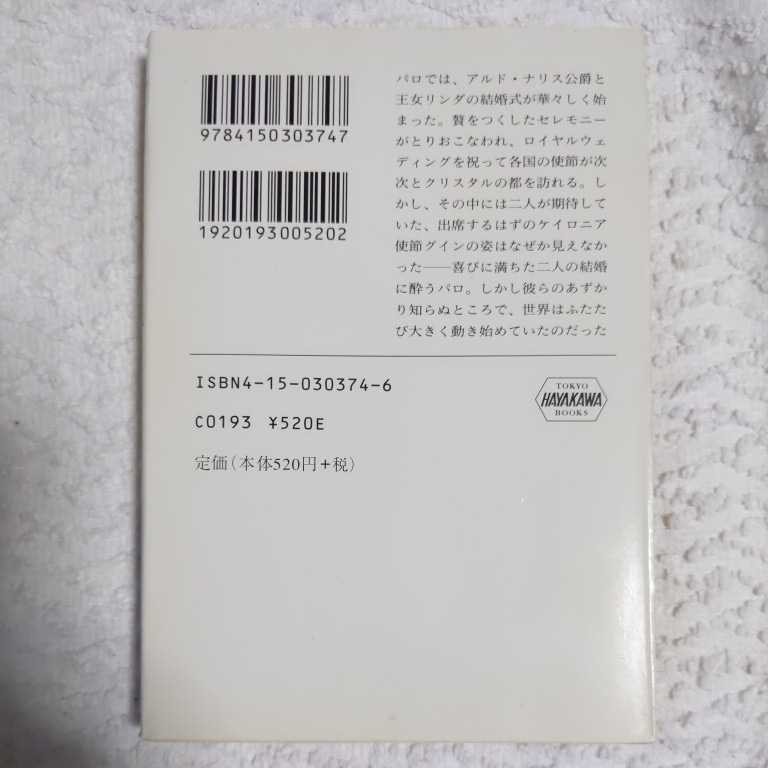 9784150303747
1920193005202
パロでは、アルド・ナリス公爵と
王女リンダの結婚式が華々しく始
まった。贅をつくしたセレモニー
がとりおこなわれ、ロイヤルウェ
ディングを祝って各国の使節が次
次とクリスタルの都を訪れる。し
かし、その中には二人が期待して
いた、出席するはずのケイロニア
使節グインの姿はなぜか見えなか
った――喜びに満ちた二人の結婚
に酔うパロ。しかし彼らのあずか
り知らぬところで、世界はふたた
び大きく動き始めていたのだった
ISBN4-15-030374-6
C0193 ¥520E
定価(本体520円+税)
TOKYO
HAYAKAWA
BOOKS